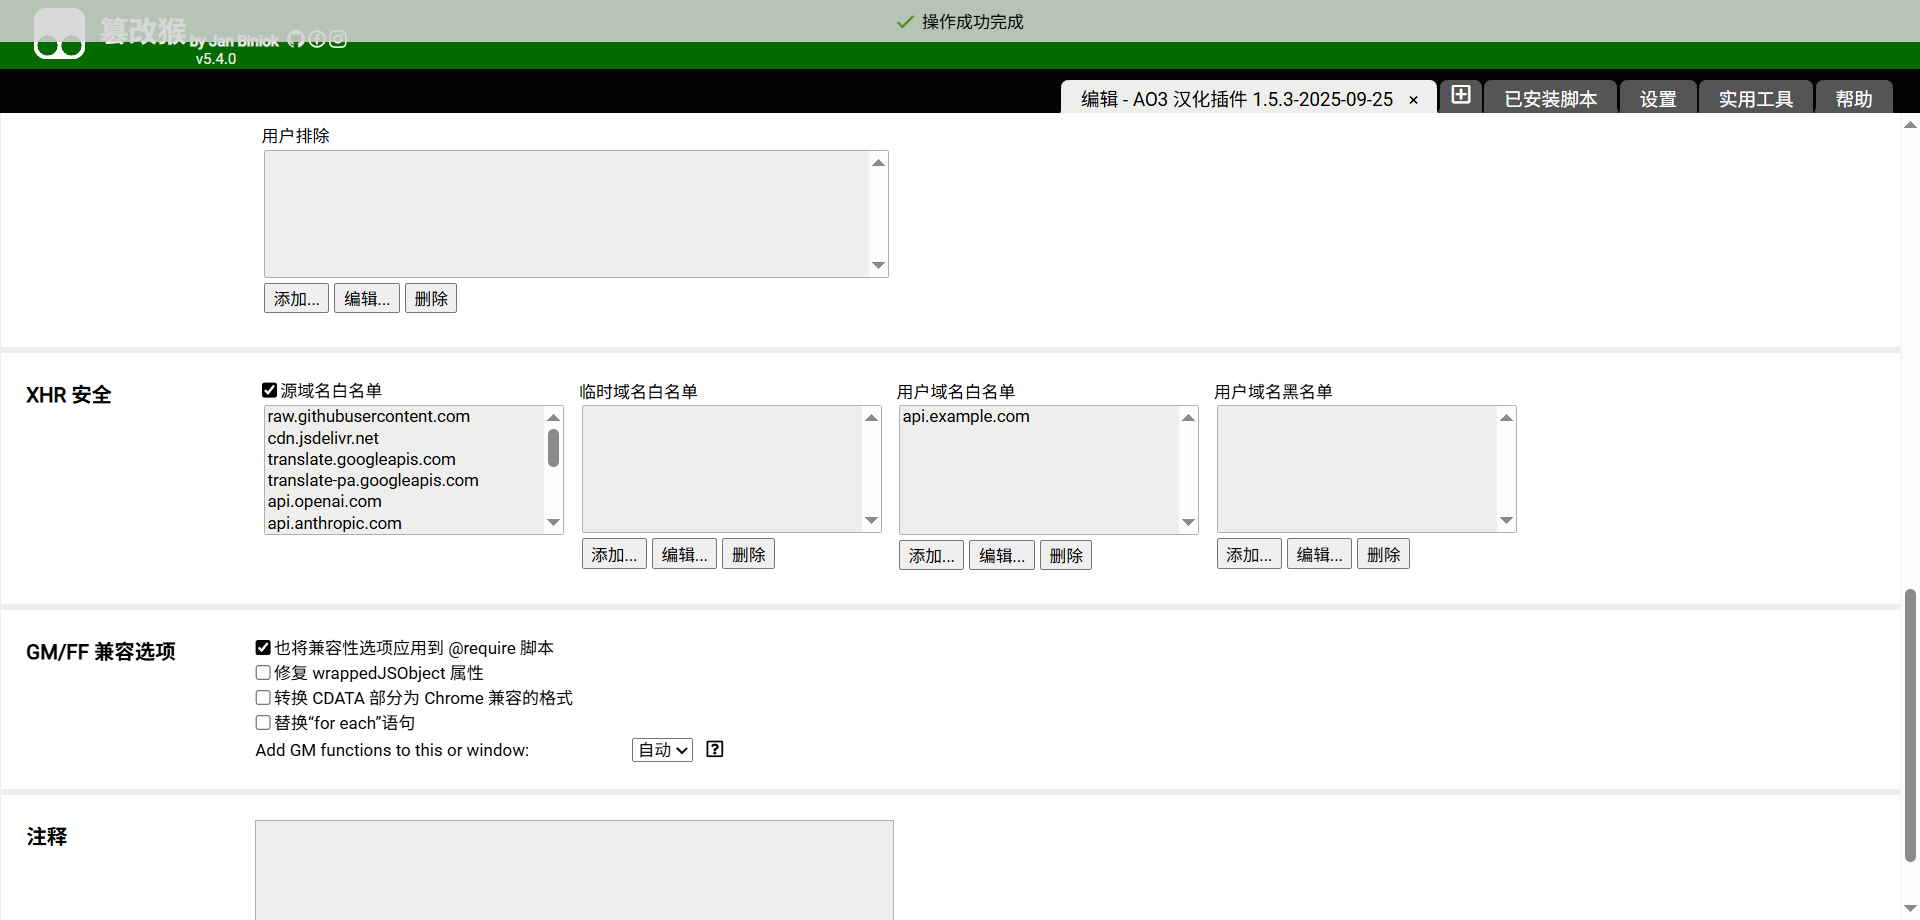 操作成功完成
篡改猴 by Jan Biniok
v5.4.0
编辑 - AO3 汉化插件 1.5.3-2025-09-25 ×
已安装脚本
设置
实用工具
帮助
用户排除
添加... 编辑... 删除
XHR 安全
源域名白名单
raw.githubusercontent.com
cdn.jsdelivr.net
translate.googleapis.com
translate-pa.googleapis.com
api.openai.com
api.anthropic.com
临时域名白名单
添加... 编辑... 删除
用户域名白名单
api.example.com
添加... 编辑... 删除
用户域名黑名单
添加... 编辑... 删除
GM/FF 兼容选项
也将兼容性选项应用到 @require 脚本
修复 wrappedJSObject 属性
转换 CDATA 部分为 Chrome 兼容的格式
替换“for each”语句
Add GM functions to this or window: 自动 ?
注释